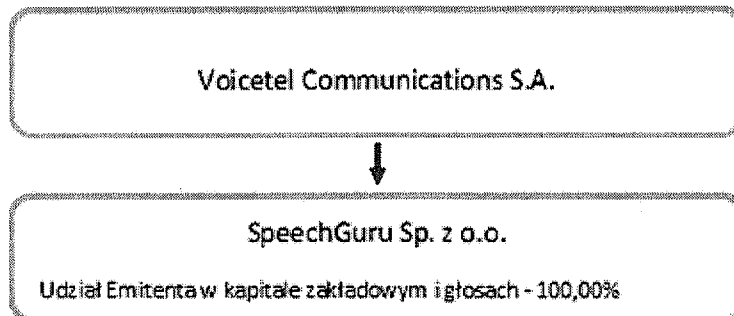 Voicetel Communications S.A.
SpeechGuru Sp. z o.o.
Udział Emitenta w kapitale zakładowym i głosach - 100,00%